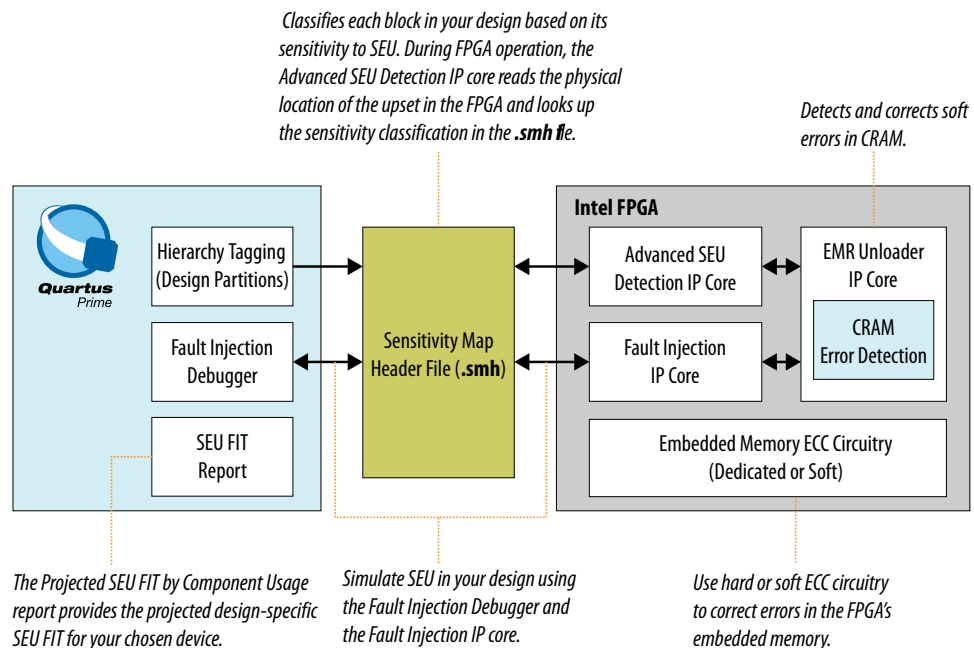 Classifies each block in your design based on its
sensitivity to SEU. During FPGA operation, the
Advanced SEU Detection IP core reads the physical
location of the upset in the FPGA and looks up
the sensitivity classification in the .smh file.
Detects and corrects soft
errors in CRAM.
Quartus
Prime
Hierarchy Tagging
(Design Partitions)
Fault Injection
Debugger
SEU FIT
Report
Sensitivity Map
Header File (.smh)
Intel FPGA
Advanced SEU
Detection IP Core
Fault Injection
IP Core
EMR Unloader
IP Core
CRAM
Error Detection
Embedded Memory ECC Circuitry
(Dedicated or Soft)
The Projected SEU FIT by Component Usage
report provides the projected design-specific
SEU FIT for your chosen device.
Simulate SEU in your design using
the Fault Injection Debugger and
the Fault Injection IP core.
Use hard or soft ECC circuitry
to correct errors in the FPGA's
embedded memory.